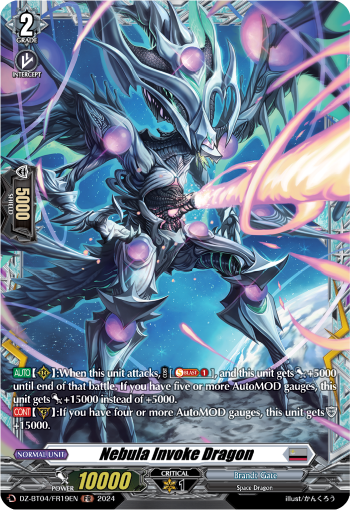 2
GRADE
INTERCEPT
5000
SHIELD
AUTO [(R)]:When this unit attacks, COST [SOUL BLAST 1], and this unit gets +5000
until end of that battle. If you have five or more AutoMOD gauges, this
unit gets +15000 instead of +5000.
CONT [(G)]:If you have four or more AutoMOD gauges, this unit gets
+15000.
NORMAL UNIT
Nebula Invoke Dragon
POWER 10000
CRITICAL
1
Brandt Gate
Space Dragon
DZ-BT04/FR19EN FR 2024
illust/かんくろう